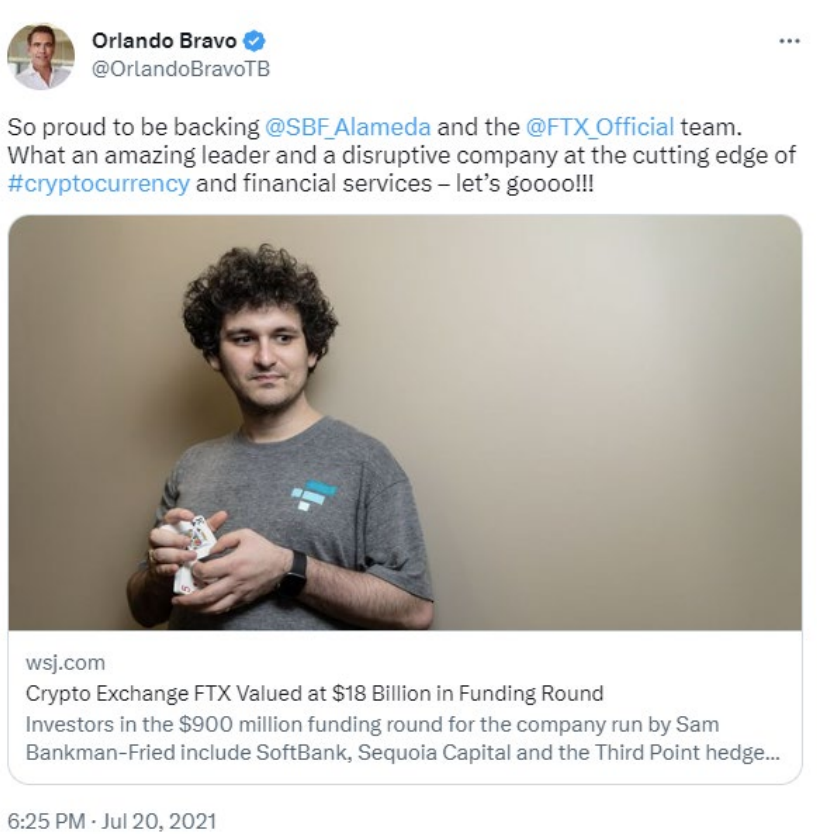 Orlando Bravo
@OrlandoBravoTB
So proud to be backing @SBF_Alameda and the @FTX_Official team.
What an amazing leader and a disruptive company at the cutting edge of
#cryptocurrency and financial services – let’s goooo!!!
wsj.com
Crypto Exchange FTX Valued at $18 Billion in Funding Round
Investors in the $900 million funding round for the company run by Sam
Bankman-Fried include SoftBank, Sequoia Capital and the Third Point hedge...
6:25 PM · Jul 20, 2021